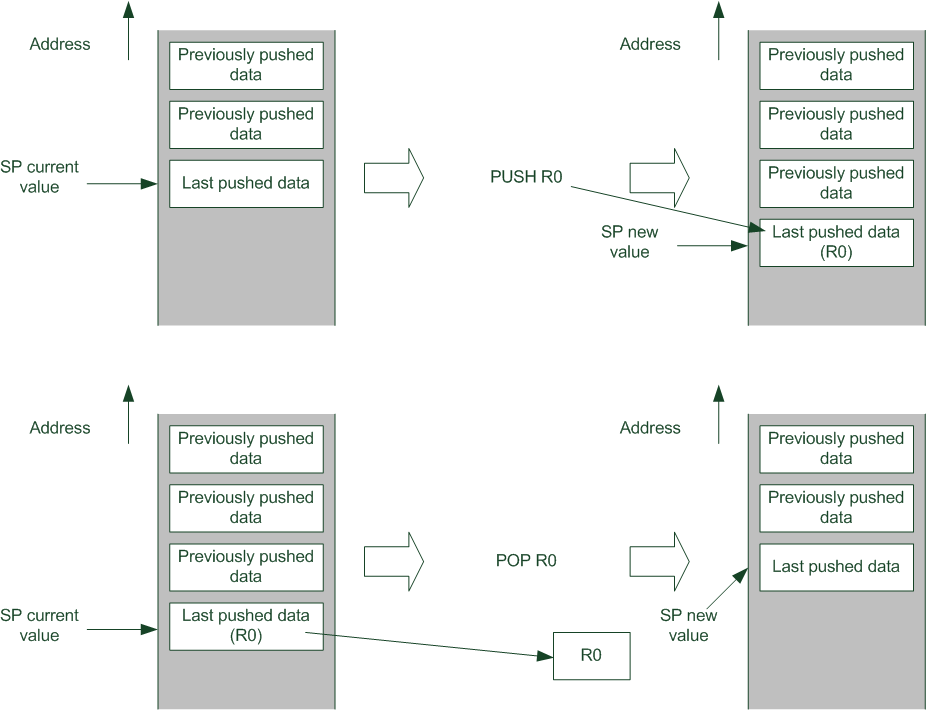 Address
Previously pushed
data
Previously pushed
data
SP current
value
Last pushed data
PUSH R0
Address
Previously pushed
data
Previously pushed
data
Previously pushed
data
SP new
value
Last pushed data
(R0)
Address
Previously pushed
data
Previously pushed
data
Previously pushed
data
SP current
value
Last pushed data
(R0)
POP R0
R0
Address
Previously pushed
data
Previously pushed
data
Last pushed data
SP new
value